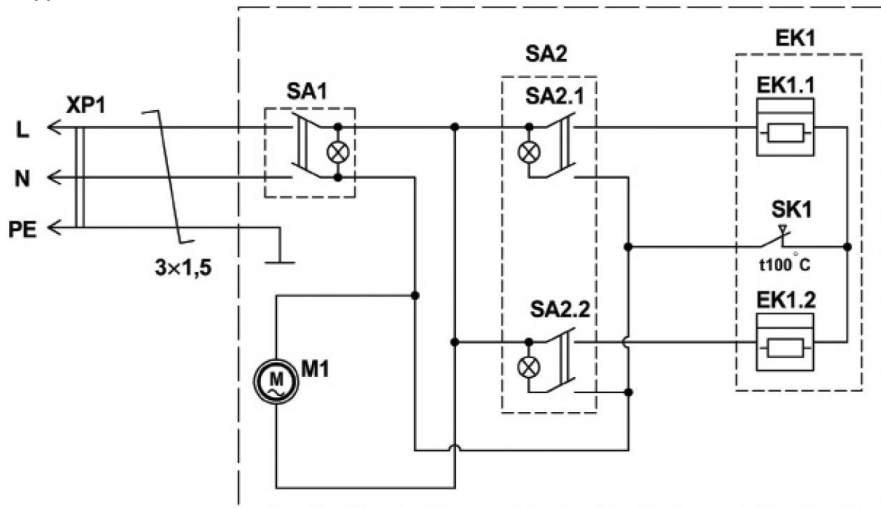 EK1
SA2
SA1
SA2.1
EK1.1
XP1
L
N
SK1
PE
t100°C
3×1,5
SA2.2
EK1.2
M1
M